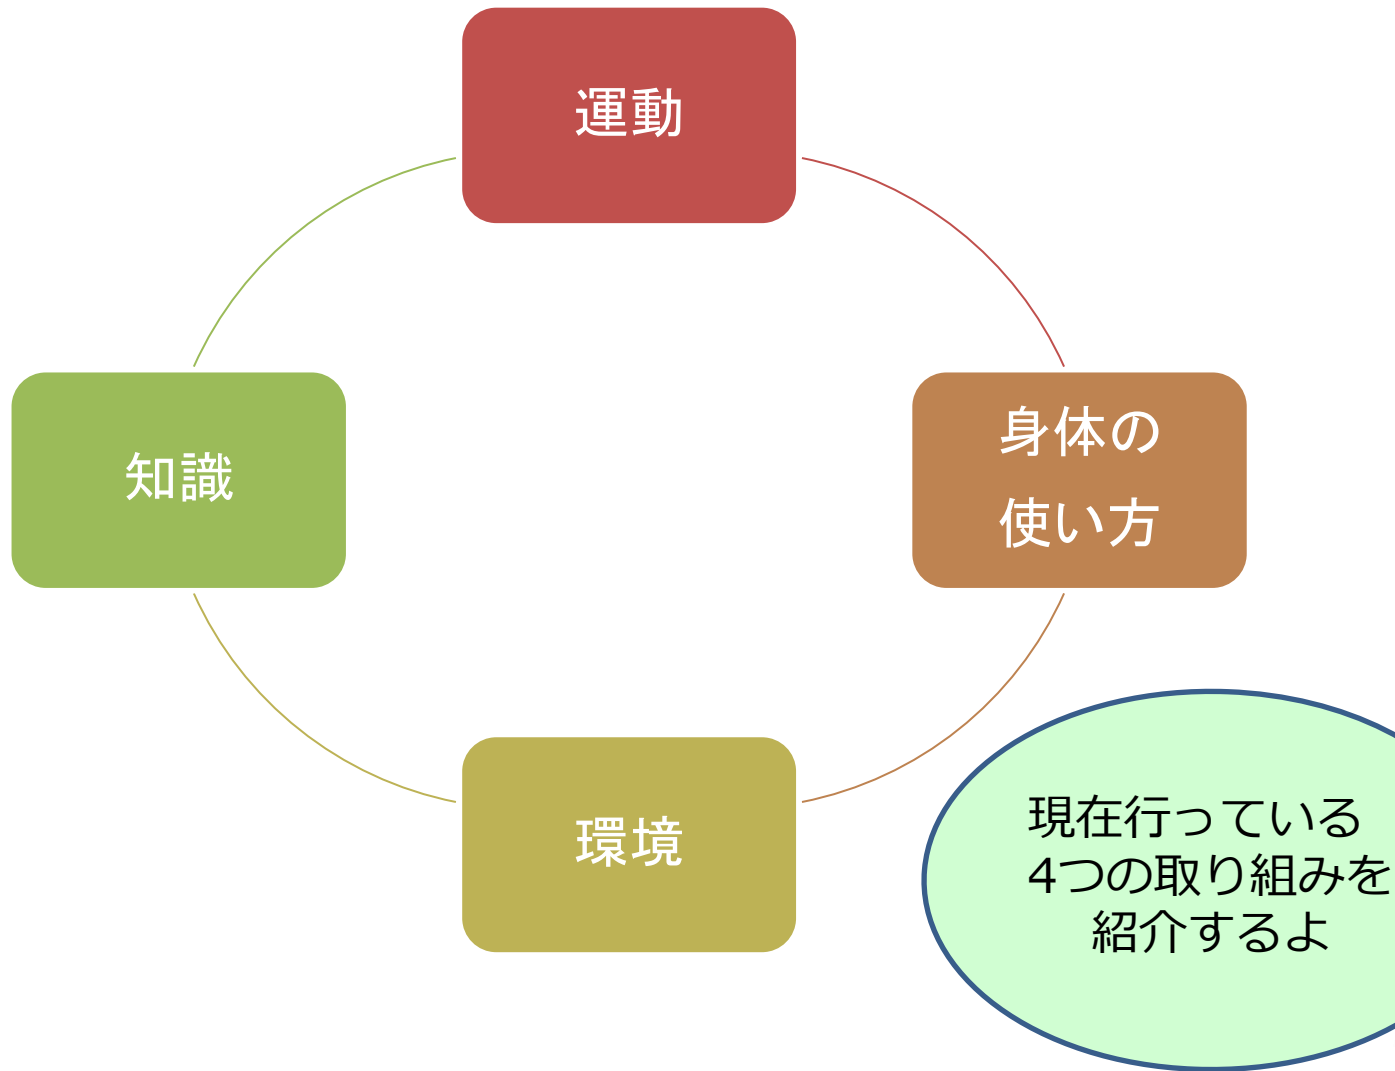 運動
知識
身体の
使い方
環境
現在行っている
4つの取り組みを
紹介するよ